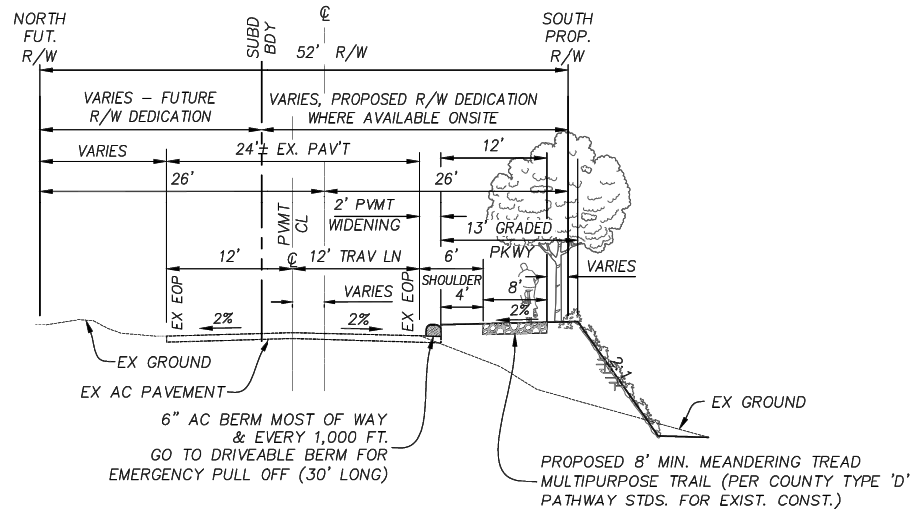 NORTH
FUT.
R/W
SUBD
BDY
℄
52' R/W
SOUTH
PROP.
R/W
VARIES – FUTURE
R/W DEDICATION
VARIES, PROPOSED R/W DEDICATION
WHERE AVAILABLE ONSITE
VARIES
24'± EX. PAV'T
12'
26'
26'
PVMT
CL
℄
2' PVMT
WIDENING
13' GRADED
PKWY
12'
12' TRAV LN
6'
SHOULDER
VARIES
EX EOP
VARIES
EX EOP
4'
8'
2%
2%
2%
2:1
EX GROUND
EX AC PAVEMENT
EX GROUND
6" AC BERM MOST OF WAY
& EVERY 1,000 FT.
GO TO DRIVEABLE BERM FOR
EMERGENCY PULL OFF (30' LONG)
PROPOSED 8' MIN. MEANDERING TREAD
MULTIPURPOSE TRAIL (PER COUNTY TYPE 'D'
PATHWAY STDS. FOR EXIST. CONST.)